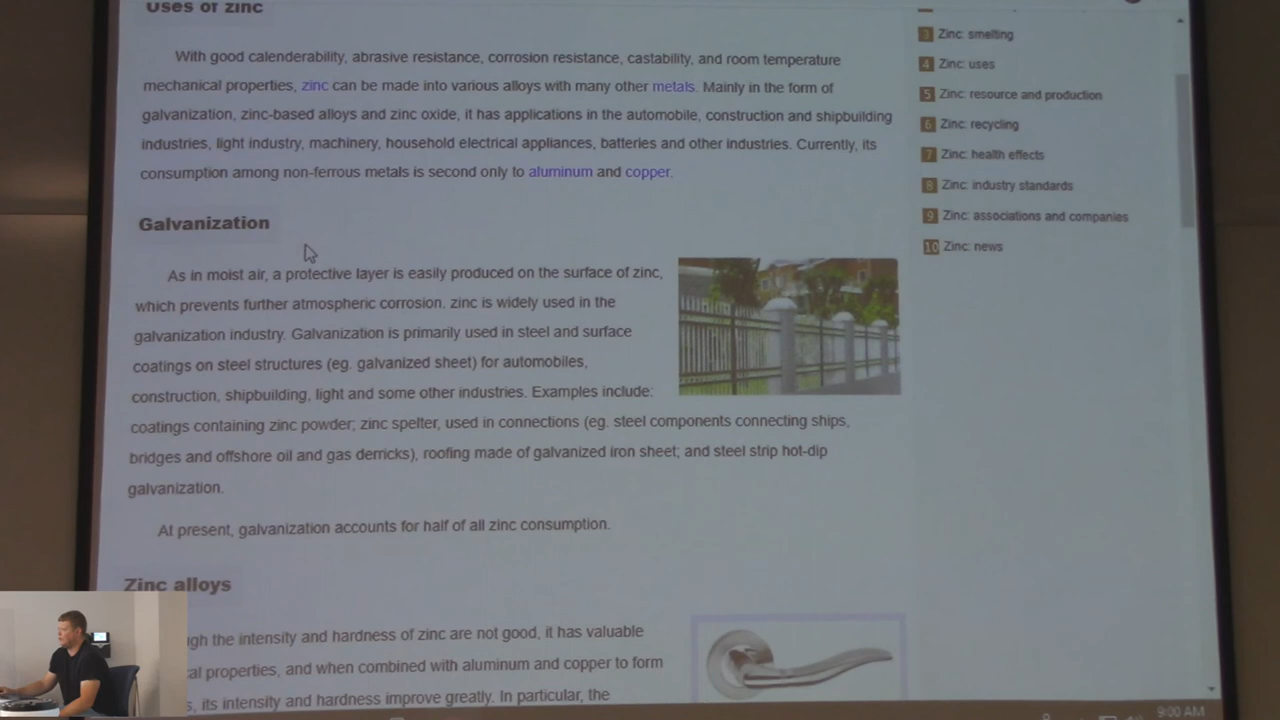 Uses of zinc
With good calenderability, abrasive resistance, corrosion resistance, castability, and room temperature
mechanical properties, zinc can be made into various alloys with many other metals. Mainly in the form of
galvanization, zinc-based alloys and zinc oxide, it has applications in the automobile, construction and shipbuilding
industries, light industry, machinery, household electrical appliances, batteries and other industries. Currently, its
consumption among non-ferrous metals is second only to aluminum and copper.
Galvanization
As in moist air, a protective layer is easily produced on the surface of zinc,
which prevents further atmospheric corrosion. zinc is widely used in the
galvanization industry. Galvanization is primarily used in steel and surface
coatings on steel structures (eg. galvanized sheet) for automobiles,
construction, shipbuilding, light and some other industries. Examples include:
coatings containing zinc powder; zinc spelter, used in connections (eg. steel components connecting ships,
bridges and offshore oil and gas derricks), roofing made of galvanized iron sheet; and steel strip hot-dip
galvanization.
At present, galvanization accounts for half of all zinc consumption.
Zinc alloys
the intensity and hardness of zinc are not good, it has valuable
properties, and when combined with aluminum and copper to form
its intensity and hardness improve greatly. In particular, the
3 Zinc: smelting
4 Zinc: uses
5 Zinc: resource and production
6 Zinc: recycling
7 Zinc: health effects
8 Zinc: industry standards
9 Zinc: associations and companies
10 Zinc: news
9:00 AM